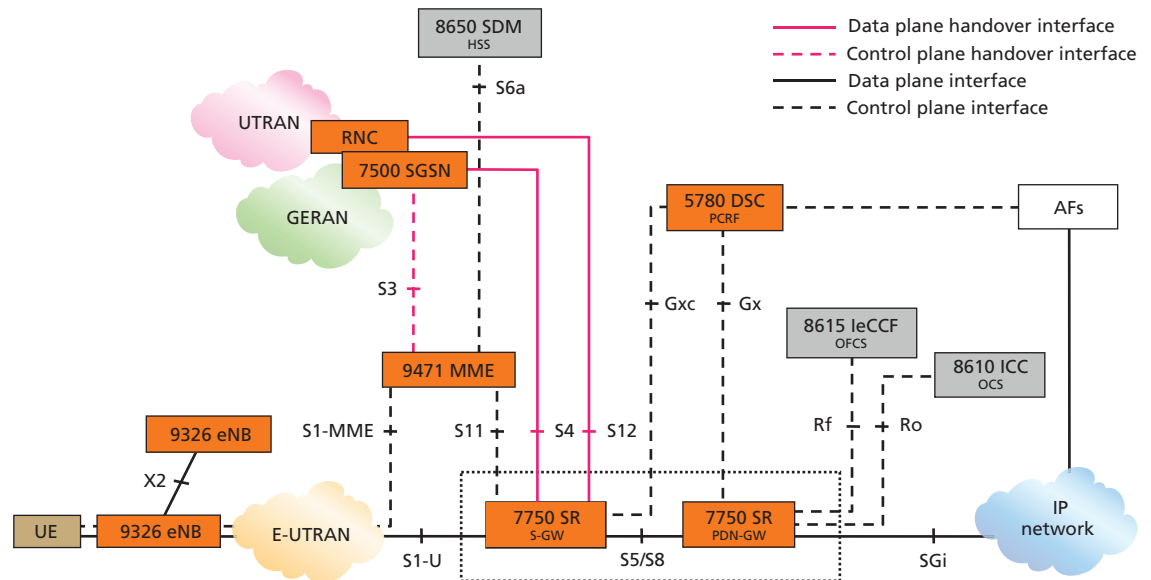 8650 SDM
HSS
Data plane handover interface
Control plane handover interface
Data plane interface
Control plane interface
S6a
UTRAN
RNC
7500 SGSN
GERAN
5780 DSC
PCRF
AFs
S3
Gxc
Gx
8615 IeCCF
OFCS
9471 MME
8610 ICC
OCS
9326 eNB
S1-MME
S11
S4
S12
Rf
Ro
X2
UE
9326 eNB
E-UTRAN
7750 SR
S-GW
7750 SR
PDN-GW
IP
network
S1-U
S5/S8
SGi